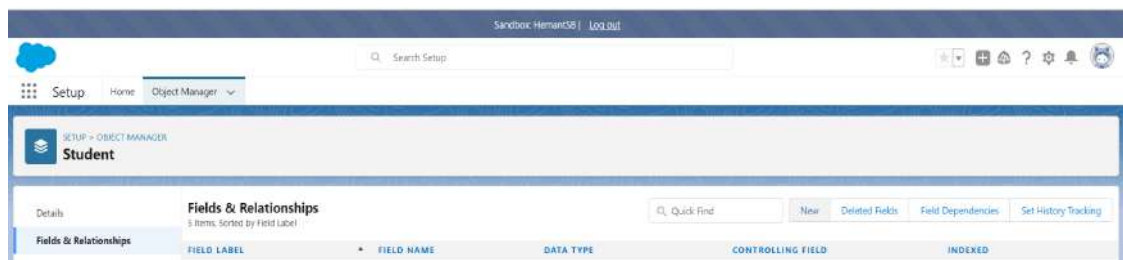 Sandbox: HemantSB | Log out
Search Setup
Setup Home Object Manager
SETUP > OBJECT MANAGER
Student
Details
Fields & Relationships
Fields & Relationships
5 Items, Sorted by Field Label
Quick Find New Deleted Fields Field Dependencies Set History Tracking
FIELD LABEL FIELD NAME DATA TYPE CONTROLLING FIELD INDEXED